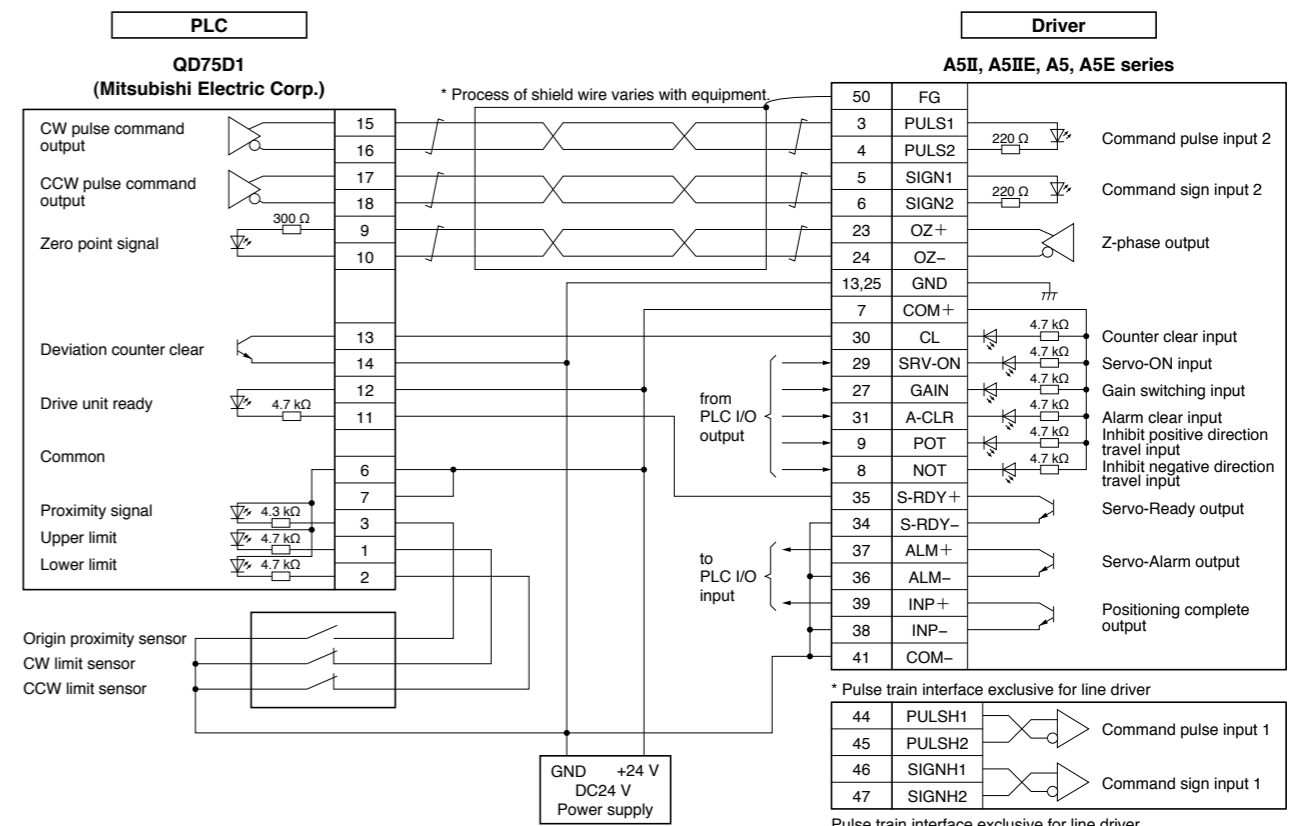 PLC
Driver
QD75D1
(Mitsubishi Electric Corp.)
A5II, A5IIE, A5, A5E series
* Process of shield wire varies with equipment.
CW pulse command
output
15
16
CCW pulse command
output
17
18
300 Ω
Zero point signal
9
10
Deviation counter clear
13
14
Drive unit ready
4.7 kΩ
12
11
Common
6
7
Proximity signal
4.3 kΩ
3
Upper limit
4.7 kΩ
1
Lower limit
4.7 kΩ
2
Origin proximity sensor
CW limit sensor
CCW limit sensor
GND +24 V
DC24 V
Power supply
from
PLC I/O
output
to
PLC I/O
input
50 FG
3 PULS1
4 PULS2
220 Ω
Command pulse input 2
5 SIGN1
6 SIGN2
220 Ω
Command sign input 2
23 OZ+
24 OZ−
Z-phase output
13,25 GND
7 COM+
30 CL 4.7 kΩ Counter clear input
29 SRV-ON 4.7 kΩ Servo-ON input
27 GAIN 4.7 kΩ Gain switching input
31 A-CLR 4.7 kΩ Alarm clear input
9 POT 4.7 kΩ Inhibit positive direction
travel input
8 NOT 4.7 kΩ Inhibit negative direction
travel input
35 S-RDY+
34 S-RDY−
Servo-Ready output
37 ALM+
36 ALM−
Servo-Alarm output
39 INP+
38 INP−
Positioning complete
output
41 COM−
* Pulse train interface exclusive for line driver
44 PULSH1
45 PULSH2
Command pulse input 1
46 SIGNH1
47 SIGNH2
Command sign input 1
Pulse train interface exclusive for line driver